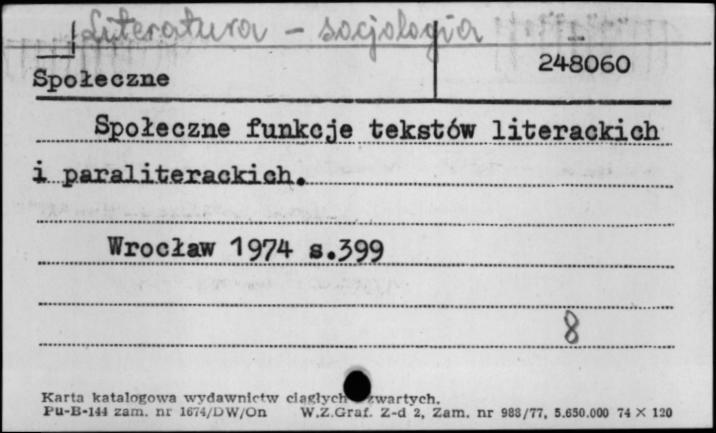 Literatura - socjologia
Społeczne 248060
Społeczne funkcje tekstów literackich
i paraliterackich.
Wrocław 1974 s.399
8
Karta katalogowa wydawnictw ciągłych zwartych.
Pu-B-144 zam. nr 1674/DW/On W.Z.Graf. Z-d 2, Zam. nr 988/77, 5.650.000 74 × 120